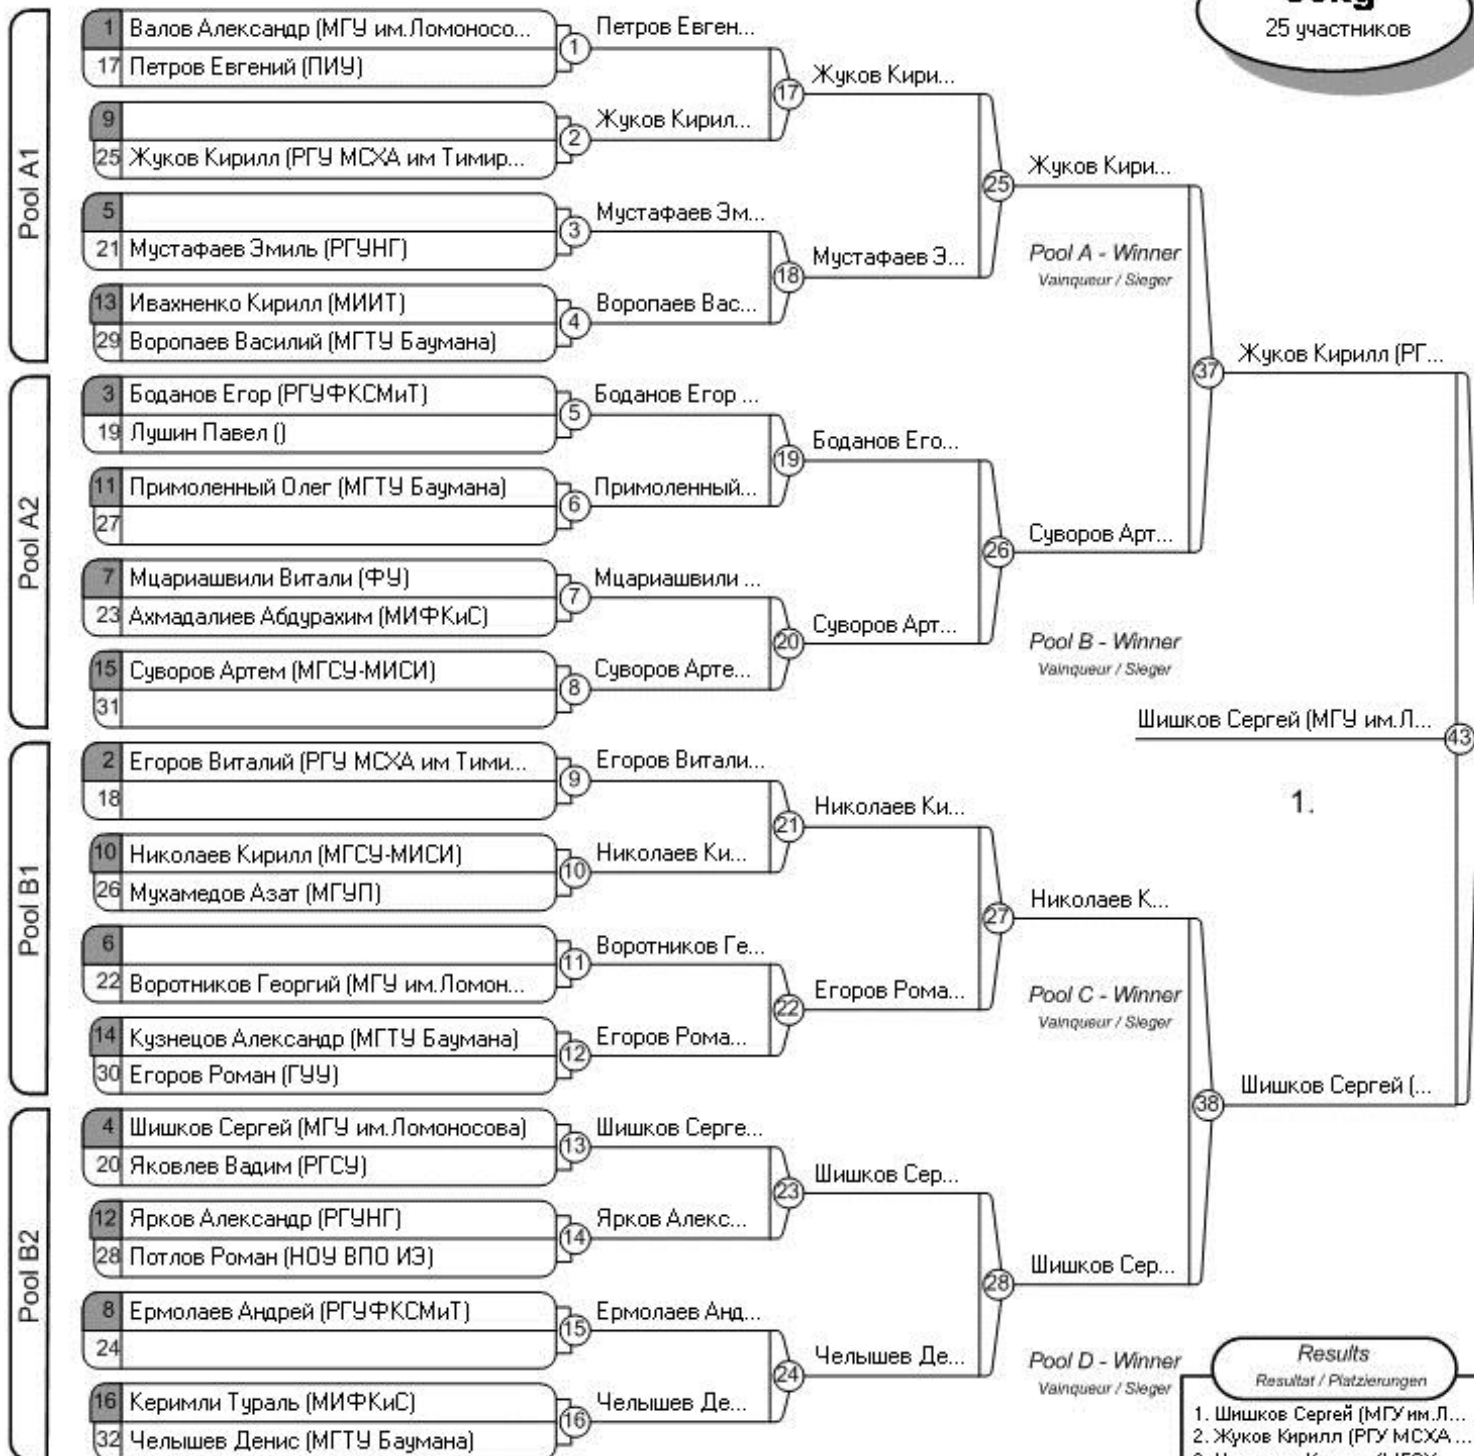 25 участников
Pool A1
1 Валов Александр (МГУ им.Ломоносо...
17 Петров Евгений (ПИУ)
9
25 Жуков Кирилл (РГУ МСХА им Тимир...
5
21 Мустафаев Эмиль (РГУНГ)
13 Ивахненко Кирилл (МИИТ)
29 Воропаев Василий (МГТУ Баумана)
Pool A2
3 Боданов Егор (РГУФКСМиТ)
19 Лушин Павел ()
11 Примоленный Олег (МГТУ Баумана)
27
7 Мцариашвили Витали (ФУ)
23 Ахмадалиев Абдурахим (МИФКиС)
15 Суворов Артем (МГСУ-МИСИ)
31
Pool B1
2 Егоров Виталий (РГУ МСХА им Тими...
18
10 Николаев Кирилл (МГСУ-МИСИ)
26 Мухамедов Азат (МГУП)
6
22 Воротников Георгий (МГУ им.Ломон...
14 Кузнецов Александр (МГТУ Баумана)
30 Егоров Роман (ГУУ)
Pool B2
4 Шишков Сергей (МГУ им.Ломоносова)
20 Яковлев Вадим (РГСУ)
12 Ярков Александр (РГУНГ)
28 Потлов Роман (НОУ ВПО ИЭ)
8 Ермолаев Андрей (РГУФКСМиТ)
24
16 Керимли Тураль (МИФКиС)
32 Челышев Денис (МГТУ Баумана)
1 Петров Евген...
2 Жуков Кирил...
3 Мустафаев Эм...
4 Воропаев Вас...
5 Боданов Егор ...
6 Примоленный...
7 Мцариашвили ...
8 Суворов Арте...
9 Егоров Витали...
10 Николаев Ки...
11 Воротников Ге...
12 Егоров Рома...
13 Шишков Серге...
14 Ярков Алекс...
15 Ермолаев Анд...
16 Челышев Де...
17 Жуков Кири...
18 Мустафаев Э...
19 Боданов Его...
20 Суворов Арт...
21 Николаев Ки...
22 Егоров Рома...
23 Шишков Сер...
24 Челышев Де...
25 Жуков Кири...
Pool A - Winner
Vainqueur / Sieger
26 Суворов Арт...
Pool B - Winner
Vainqueur / Sieger
27 Николаев К...
Pool C - Winner
Vainqueur / Sieger
28 Шишков Сер...
Pool D - Winner
Vainqueur / Sieger
37 Жуков Кирилл (РГ...
38 Шишков Сергей (...
Шишков Сергей (МГУ им.Л... 43
1.
Results
Resultat / Platzierungen
1. Шишков Сергей (МГУ им.Л...
2. Жуков Кирилл (РГУ МСХА ...